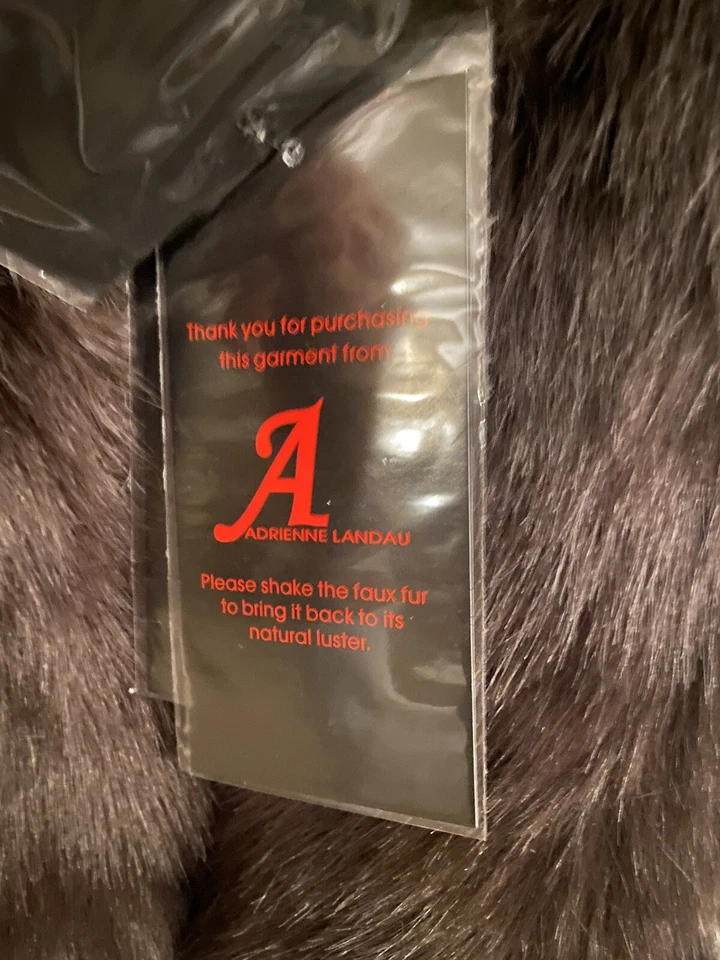 thank you for purchasing
this garment from
A
ADRIENNE LANDAU
Please shake the faux fur
to bring it back to its
natural luster.